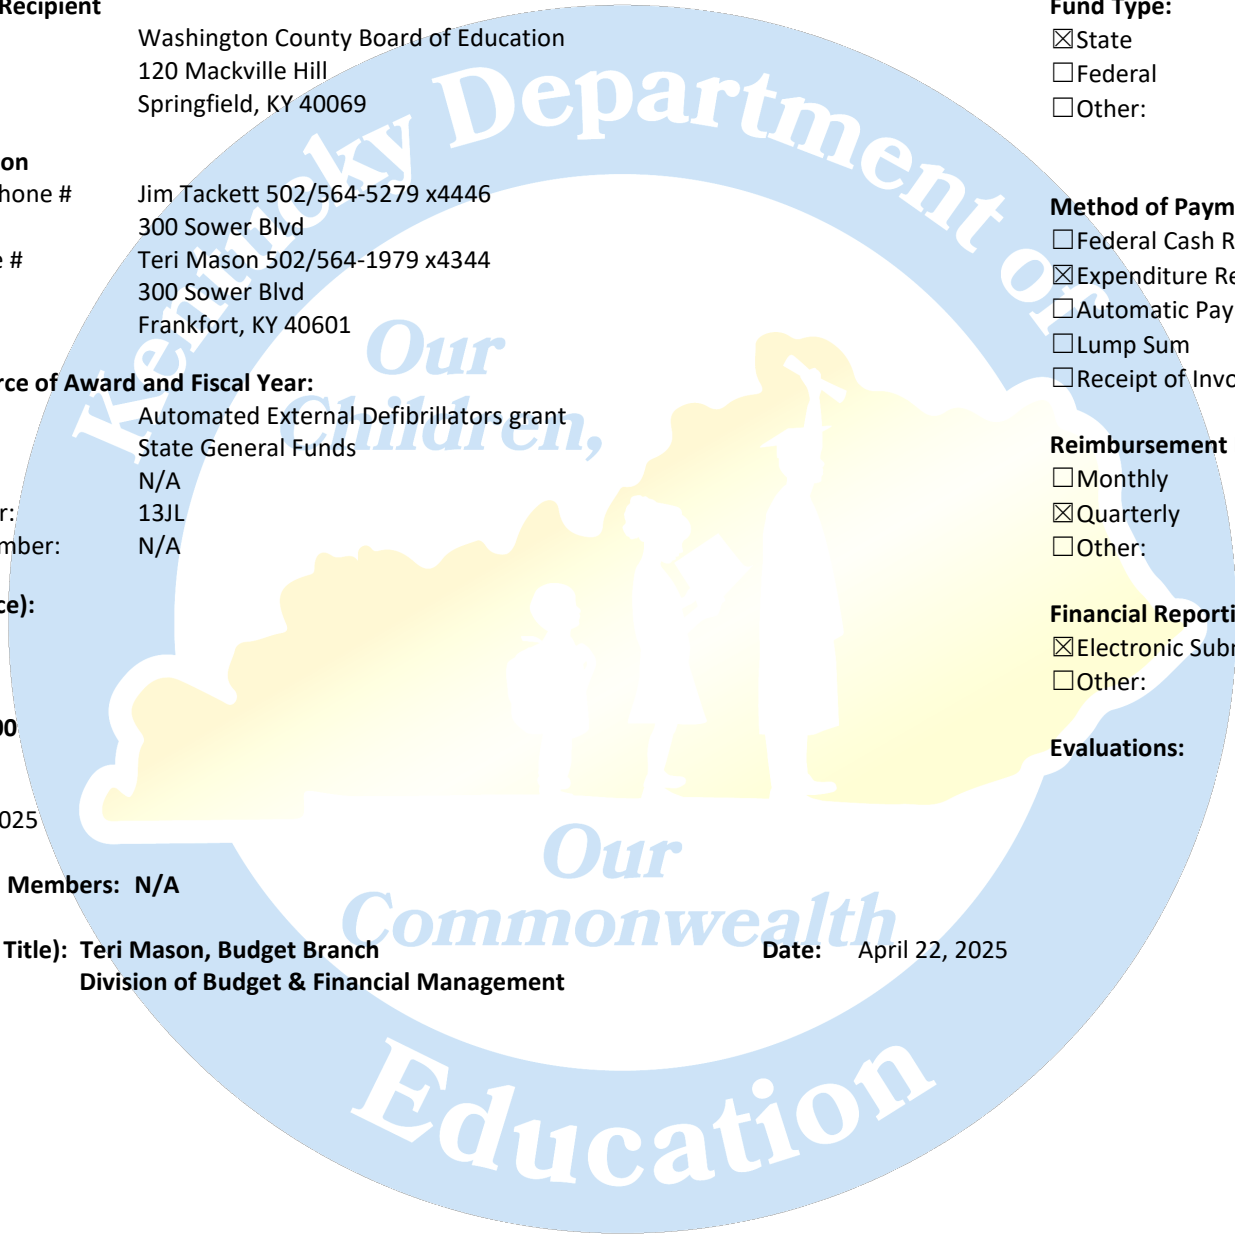 Recipient
Washington County Board of Education
120 Mackville Hill
Springfield, KY 40069
on
hone # Jim Tackett 502/564-5279 x4446
300 Sower Blvd
e # Teri Mason 502/564-1979 x4344
300 Sower Blvd
Frankfort, KY 40601
rce of Award and Fiscal Year:
Automated External Defibrillators grant
State General Funds
N/A
r: 13JL
mber: N/A
ce):
00
025
Members: N/A
Title): Teri Mason, Budget Branch
Division of Budget & Financial Management
Date: April 22, 2025
Fund Type:
☒State
☐Federal
☐Other:
Method of Paym
☐Federal Cash R
☒Expenditure Re
☐Automatic Pay
☐Lump Sum
☐Receipt of Invo
Reimbursement
☐Monthly
☒Quarterly
☐Other:
Financial Reporti
☒Electronic Subr
☐Other:
Evaluations:
Kentucky Department of
Education
Our
Children,
Our
Commonwealth